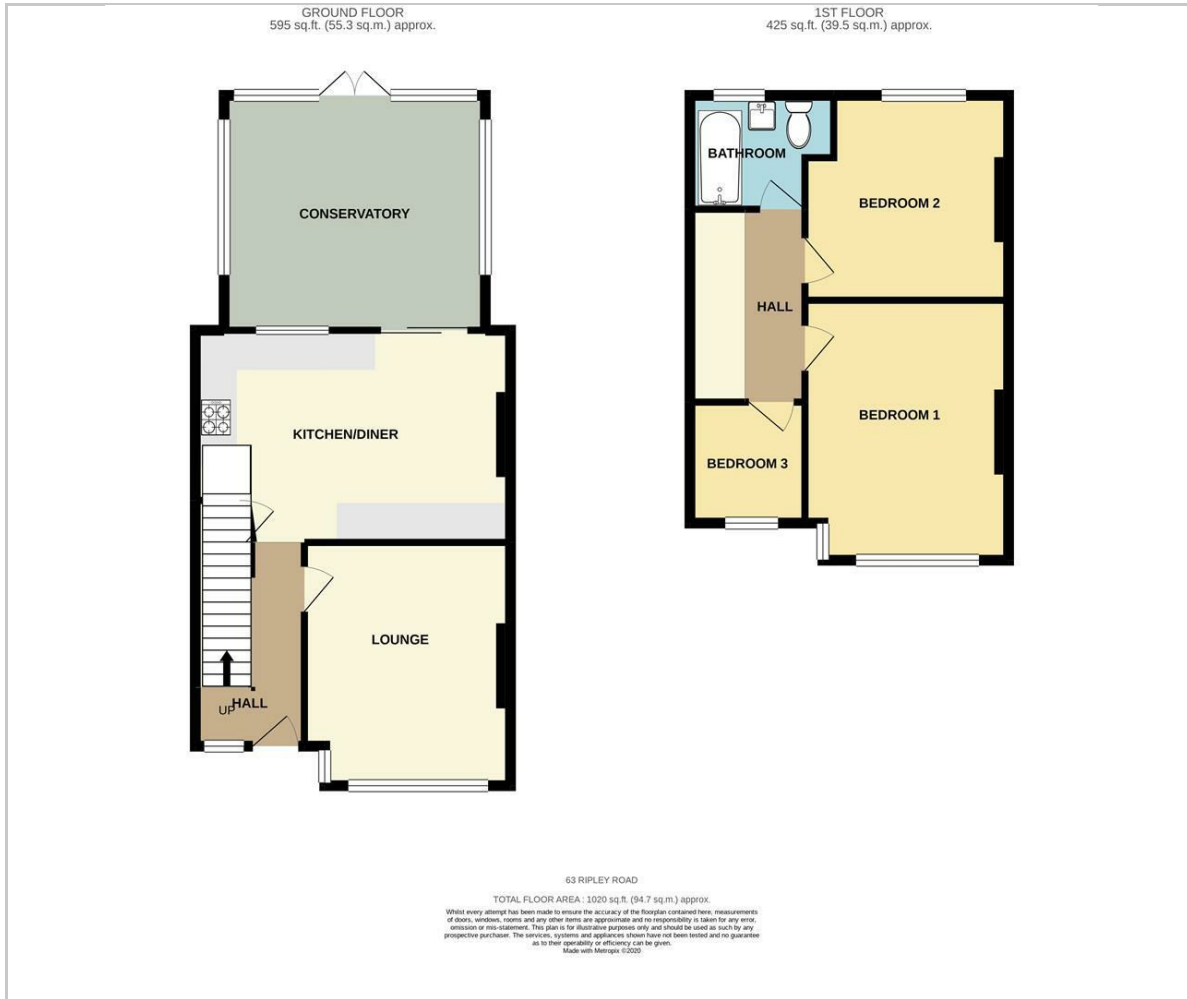 GROUND FLOOR
595 sq.ft. (55.3 sq.m.) approx.
1ST FLOOR
425 sq.ft. (39.5 sq.m.) approx.
CONSERVATORY
KITCHEN/DINER
LOUNGE
HALL
UP
BATHROOM
BEDROOM 2
HALL
BEDROOM 1
BEDROOM 3
63 RIPLEY ROAD
TOTAL FLOOR AREA : 1020 sq.ft. (94.7 sq.m.) approx.
Whilst every attempt has been made to ensure the accuracy of the floorplan contained here, measurements
of doors, windows, rooms and any other items are approximate and no responsibility is taken for any error,
omission or mis-statement. This plan is for illustrative purposes only and should be used as such by any
prospective purchaser. The services, systems and appliances shown have not been tested and no guarantee
as to their operability or efficiency can be given.
Made with Metropix ©2020